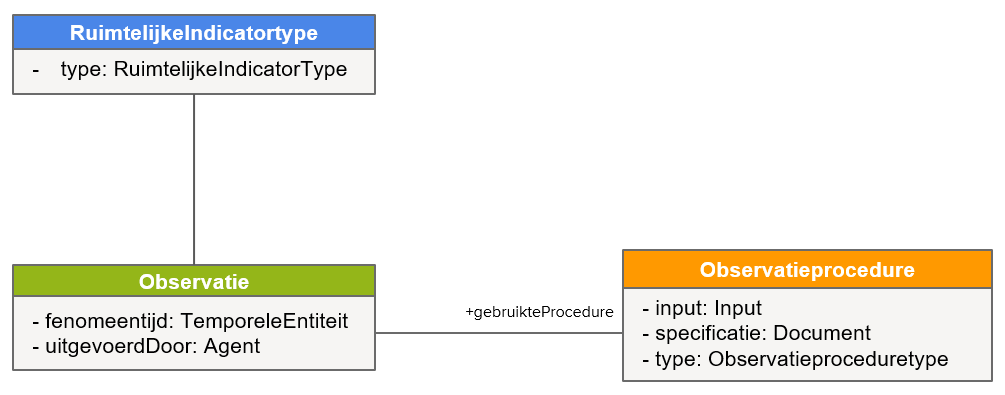 RuimtelijkeIndicatortype
- type: RuimtelijkeIndicatorType
Observatie
- fenomeentijd: TemporeleEntiteit
- uitgevoerdDoor: Agent
+gebruikteProcedure
Observatieprocedure
- input: Input
- specificatie: Document
- type: Observatieproceduretype